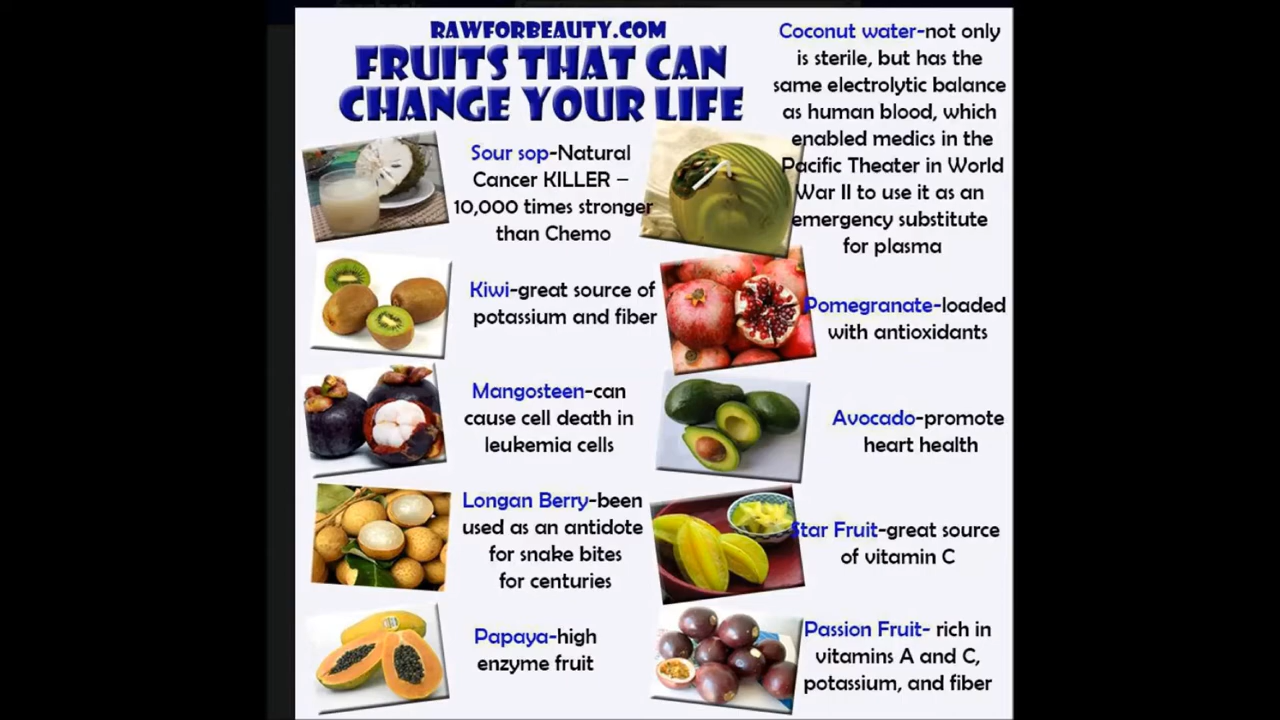 RAWFORBEAUTY.COM
FRUITS THAT CAN
CHANGE YOUR LIFE
Sour sop-Natural
Cancer KILLER –
10,000 times stronger
than Chemo
Kiwi-great source of
potassium and fiber
Mangosteen-can
cause cell death in
leukemia cells
Longan Berry-been
used as an antidote
for snake bites
for centuries
Papaya-high
enzyme fruit
Coconut water-not only
is sterile, but has the
same electrolytic balance
as human blood, which
enabled medics in the
Pacific Theater in World
War II to use it as an
emergency substitute
for plasma
Pomegranate-loaded
with antioxidants
Avocado-promote
heart health
Star Fruit-great source
of vitamin C
Passion Fruit- rich in
vitamins A and C,
potassium, and fiber